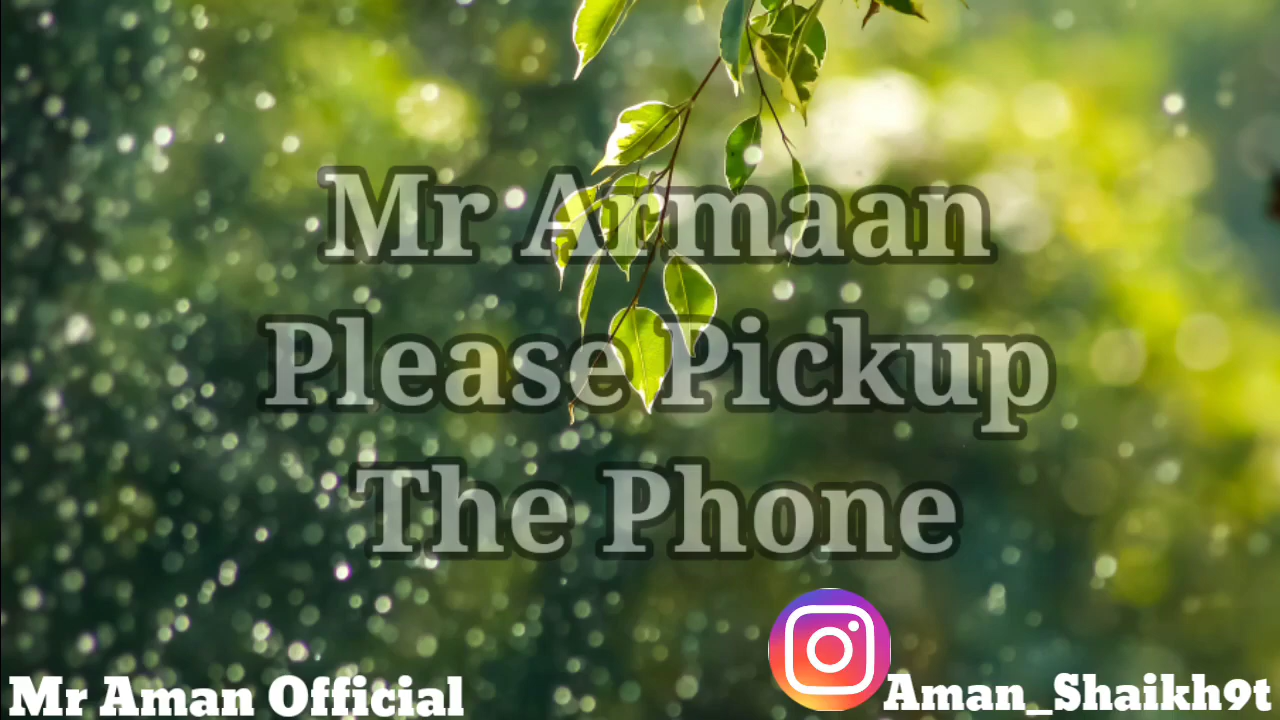 Mr Armaan
Please Pickup
The Phone
Mr Aman Official
Aman_Shaikh9t